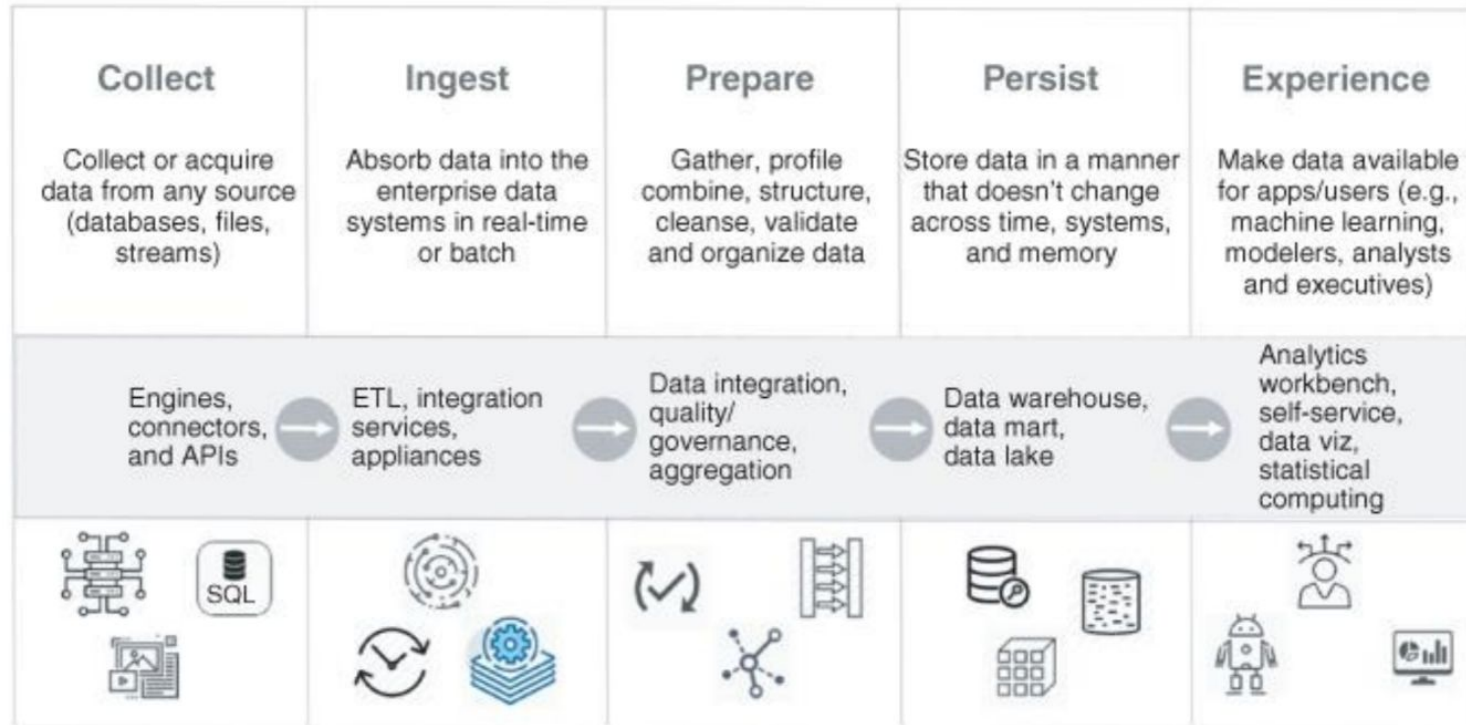 Collect
Collect or acquire
data from any source
(databases, files,
streams)
Ingest
Absorb data into the
enterprise data
systems in real-time
or batch
Prepare
Gather, profile
combine, structure,
cleanse, validate
and organize data
Persist
Store data in a manner
that doesn't change
across time, systems,
and memory
Experience
Make data available
for apps/users (e.g.,
machine learning,
modelers, analysts
and executives)
Engines,
connectors,
and APIs
ETL, integration
services,
appliances
Data integration,
quality/
governance,
aggregation
Data warehouse,
data mart,
data lake
Analytics
workbench,
self-service,
data viz,
statistical
computing
SQL